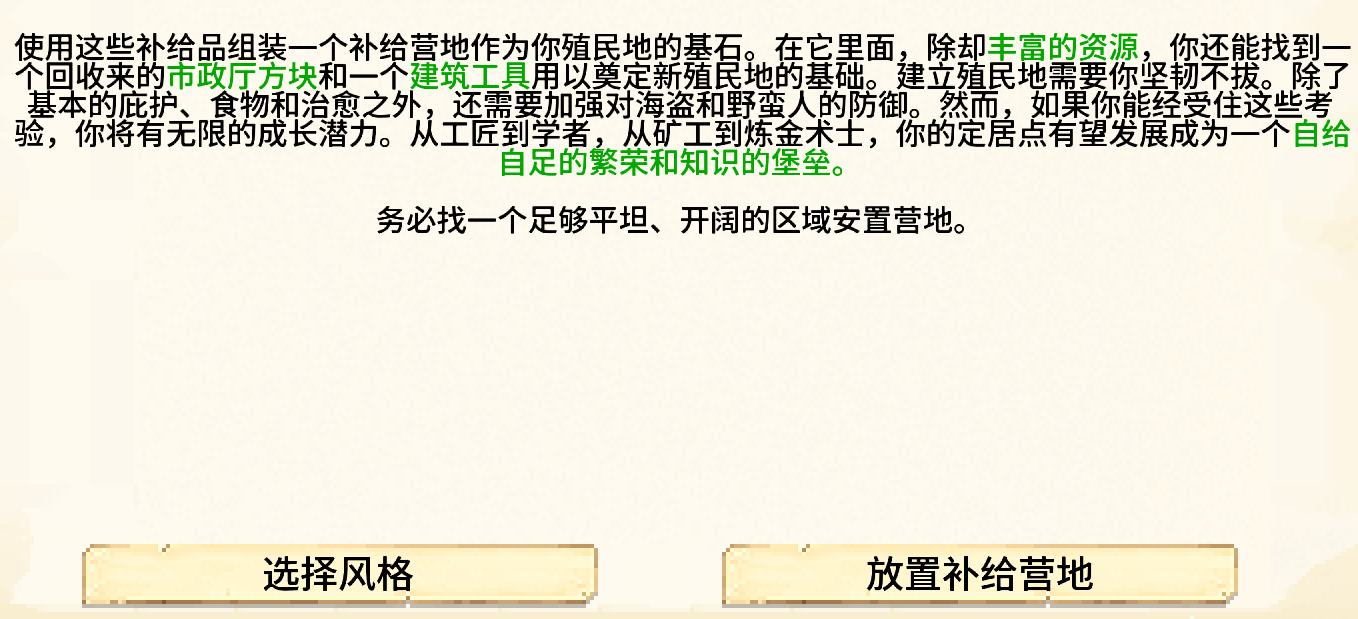 使用这些补给品组装一个补给营地作为你殖民地的基石。在它里面，除却丰富的资源，你还能找到一
个回收来的市政厅方块和一个建筑工具用以奠定新殖民地的基础。建立殖民地需要你坚韧不拔。除了
基本的庇护、食物和治愈之外，还需要加强对海盗和野蛮人的防御。然而，如果你能经受住这些考
验，你将有无限的成长潜力。从工匠到学者，从矿工到炼金术士，你的定居点有望发展成为一个自给
自足的繁荣和知识的堡垒。
务必找一个足够平坦、开阔的区域安置营地。
选择风格
放置补给营地